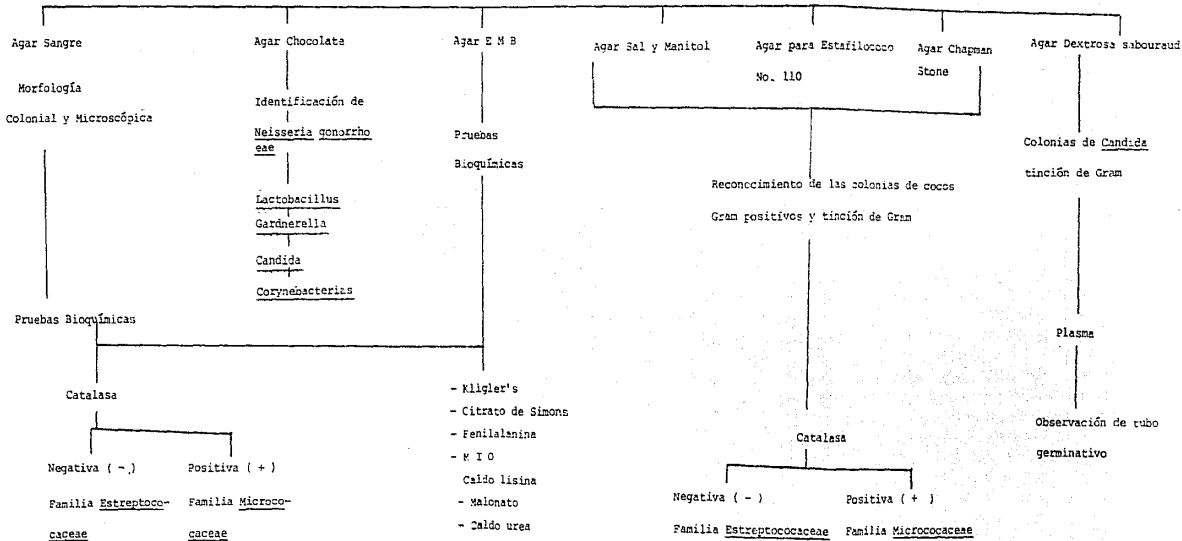 Agar Sangre
Morfología
Colonial y Microscópica
Pruebas Bioquímicas
Catalasa
Negativa ( - )
Familia Estreptoco-
caceae
Positiva ( + )
Familia Microco-
caceae
Agar Chocolate
Identificación de
Neisseria gonorrho
eae
Lactobacillus
Gardnerella
Candida
Corynebacterias
Agar E M B
Pruebas
Bioquímicas
- Kligler's
- Citrato de Simons
- Fenilalanina
- M I O
Caldo lisina
- Malonato
- Caldo urea
Agar Sal y Manitol
Agar para Estafilococo
No. 110
Agar Chapman
Stone
Reconocimiento de las colonias de cocos
Gram positivos y tinción de Gram
Catalasa
Negativa ( - )
Familia Estreptococaceae
Positiva ( + )
Familia Micrococaceae
Agar Dextrosa sabouraud
Colonias de Candida
tinción de Gram
Plasma
Observación de tubo
germinativo